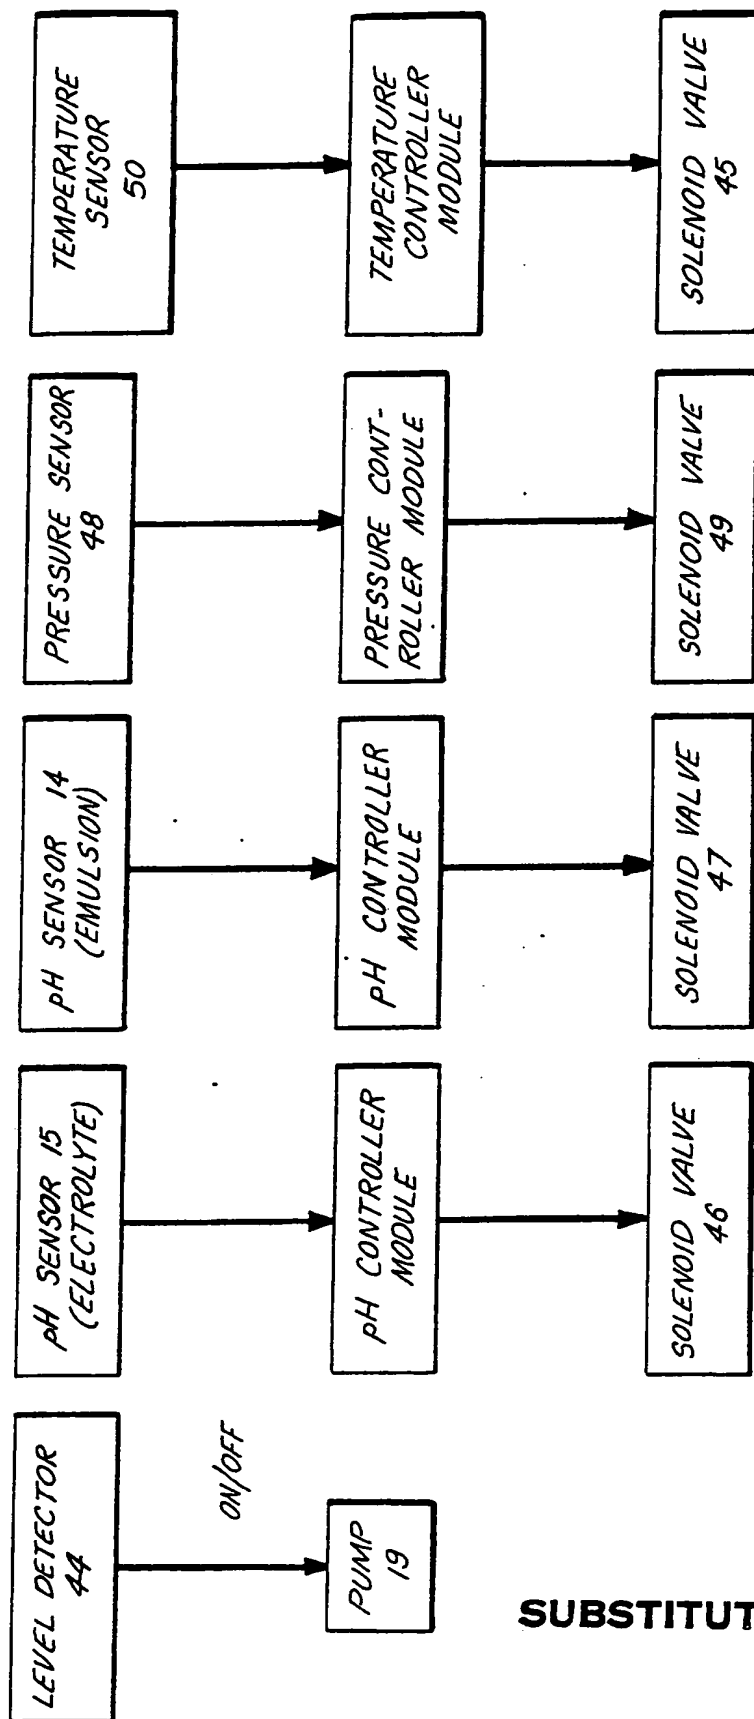 LEVEL DETECTOR
44
ON/OFF
PUMP
19
pH SENSOR 15
(ELECTROLYTE)
pH CONTROLLER
MODULE
SOLENOID VALVE
46
pH SENSOR 14
(EMULSION)
pH CONTROLLER
MODULE
SOLENOID VALVE
47
PRESSURE SENSOR
48
PRESSURE CONT-
ROLLER MODULE
SOLENOID VALVE
49
TEMPERATURE
SENSOR
50
TEMPERATURE
CONTROLLER
MODULE
SOLENOID VALVE
45
SUBSTITUT